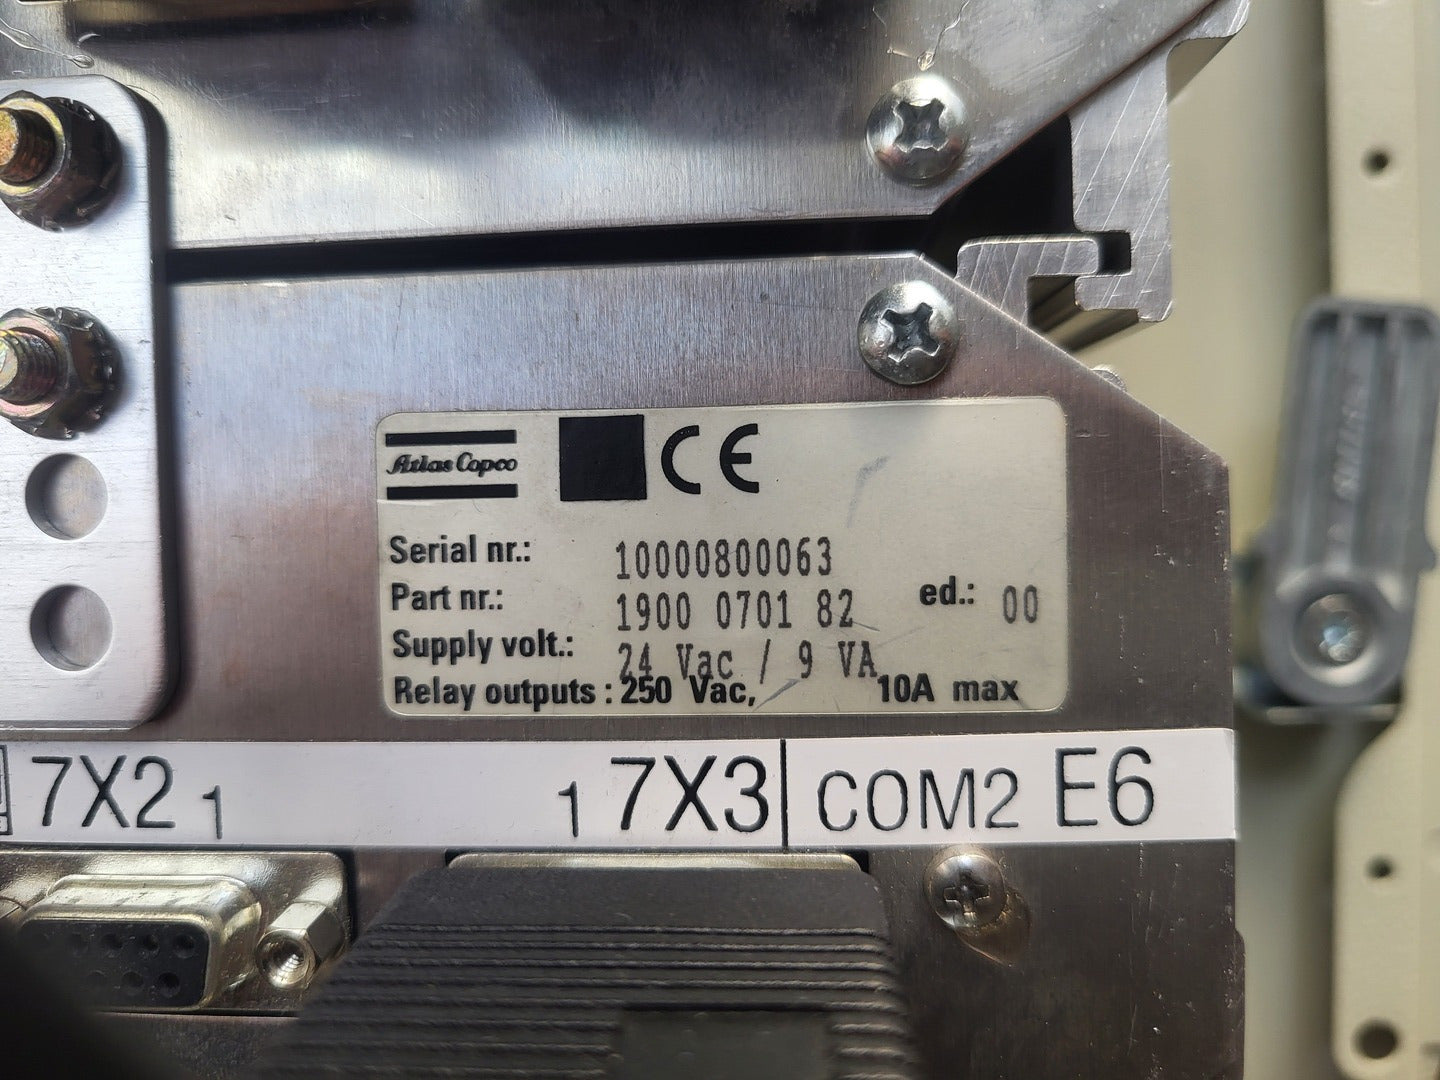 Atlas Copco CE
Serial nr.: 10000800063
Part nr.: 1900 0701 82 ed.: 00
Supply volt.: 24 Vac / 9 VA
Relay outputs : 250 Vac, 10A max
7X2 1 1 7X3 COM2 E6